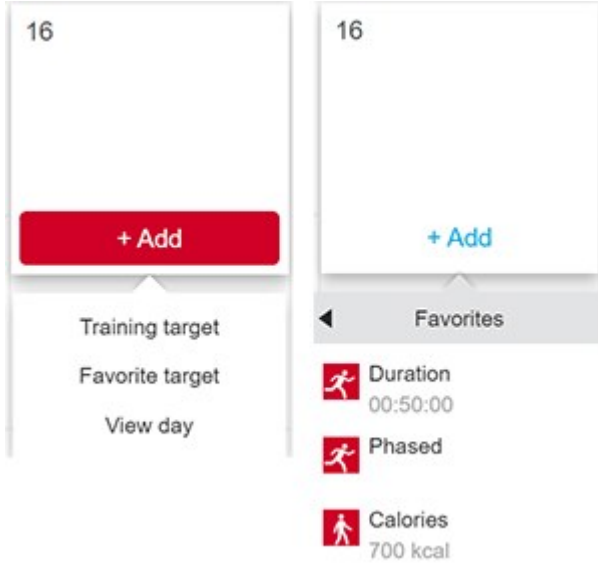 16
+ Add
Training target
Favorite target
View day
16
+ Add
Favorites
Duration
00:50:00
Phased
Calories
700 kcal